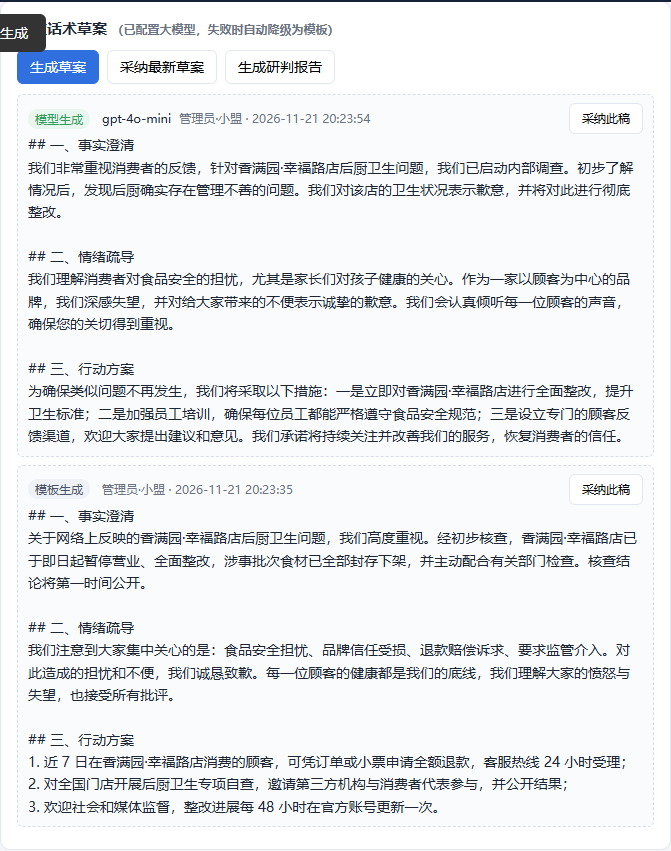 生成
话术草案 (已配置大模型，失败时自动降级为模板)
生成草案 采纳最新草案 生成研判报告
模型生成 gpt-4o-mini 管理员·小盟 · 2026-11-21 20:23:54 采纳此稿
## 一、事实澄清
我们非常重视消费者的反馈，针对香满园·幸福路店后厨卫生问题，我们已启动内部调查。初步了解
情况后，发现后厨确实存在管理不善的问题。我们对该店的卫生状况表示歉意，并将对此进行彻底
整改。
## 二、情绪疏导
我们理解消费者对食品安全的担忧，尤其是家长们对孩子健康的关心。作为一家以顾客为中心的品
牌，我们深感失望，并对给大家带来的不便表示诚挚的歉意。我们会认真倾听每一位顾客的声音，
确保您的关切得到重视。
## 三、行动方案
为确保类似问题不再发生，我们将采取以下措施：一是立即对香满园·幸福路店进行全面整改，提升
卫生标准；二是加强员工培训，确保每位员工都能严格遵守食品安全规范；三是设立专门的顾客反
馈渠道，欢迎大家提出建议和意见。我们承诺将持续关注并改善我们的服务，恢复消费者的信任。
模板生成 管理员·小盟 · 2026-11-21 20:23:35 采纳此稿
## 一、事实澄清
关于网络上反映的香满园·幸福路店后厨卫生问题，我们高度重视。经初步核查，香满园·幸福路店已
于即日起暂停营业、全面整改，涉事批次食材已全部封存下架，并主动配合有关部门检查。核查结
论将第一时间公开。
## 二、情绪疏导
我们注意到大家集中关心的是：食品安全担忧、品牌信任受损、退款赔偿诉求、要求监管介入。对
此造成的担忧和不便，我们诚恳致歉。每一位顾客的健康都是我们的底线，我们理解大家的愤怒与
失望，也接受所有批评。
## 三、行动方案
1. 近 7 日在香满园·幸福路店消费的顾客，可凭订单或小票申请全额退款，客服热线 24 小时受理；
2. 对全国门店开展后厨卫生专项自查，邀请第三方机构与消费者代表参与，并公开结果；
3. 欢迎社会和媒体监督，整改进展每 48 小时在官方账号更新一次。